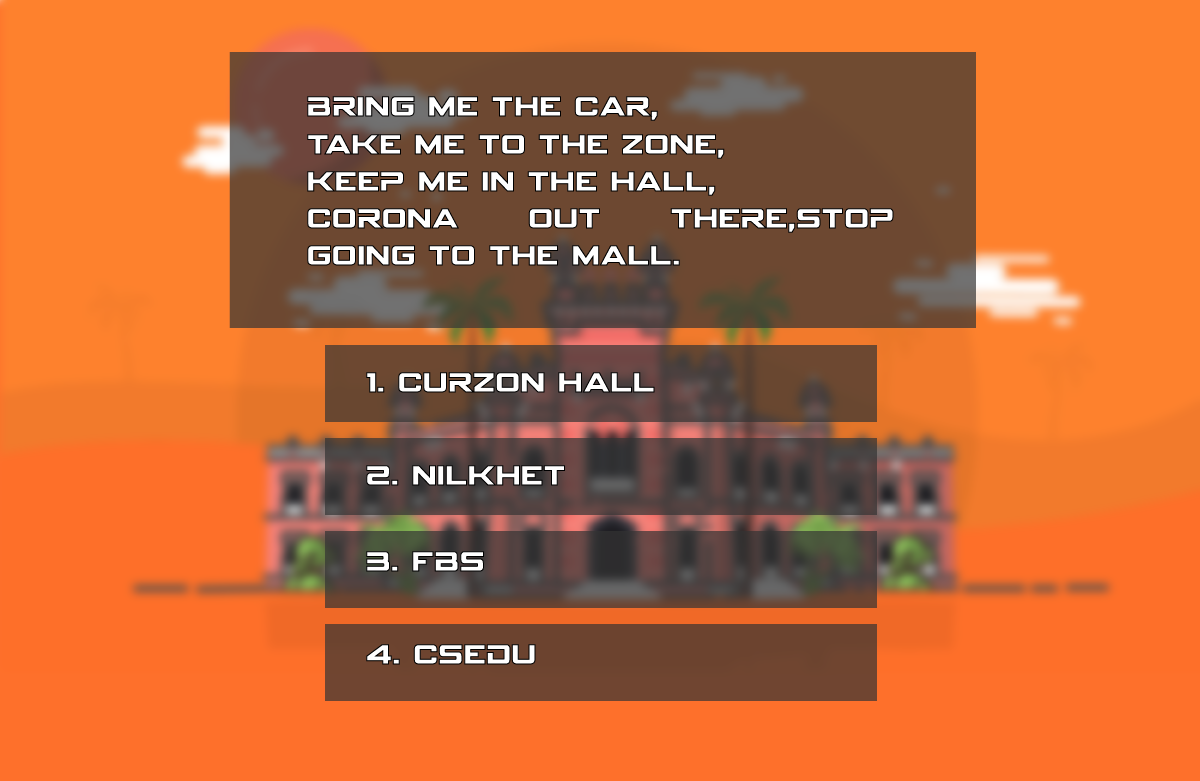 BRING ME THE CAR,
TAKE ME TO THE ZONE,
KEEP ME IN THE HALL,
CORONA OUT THERE,STOP
GOING TO THE MALL.
1. CURZON HALL
2. NILKHET
3. FBS
4. CSEDU